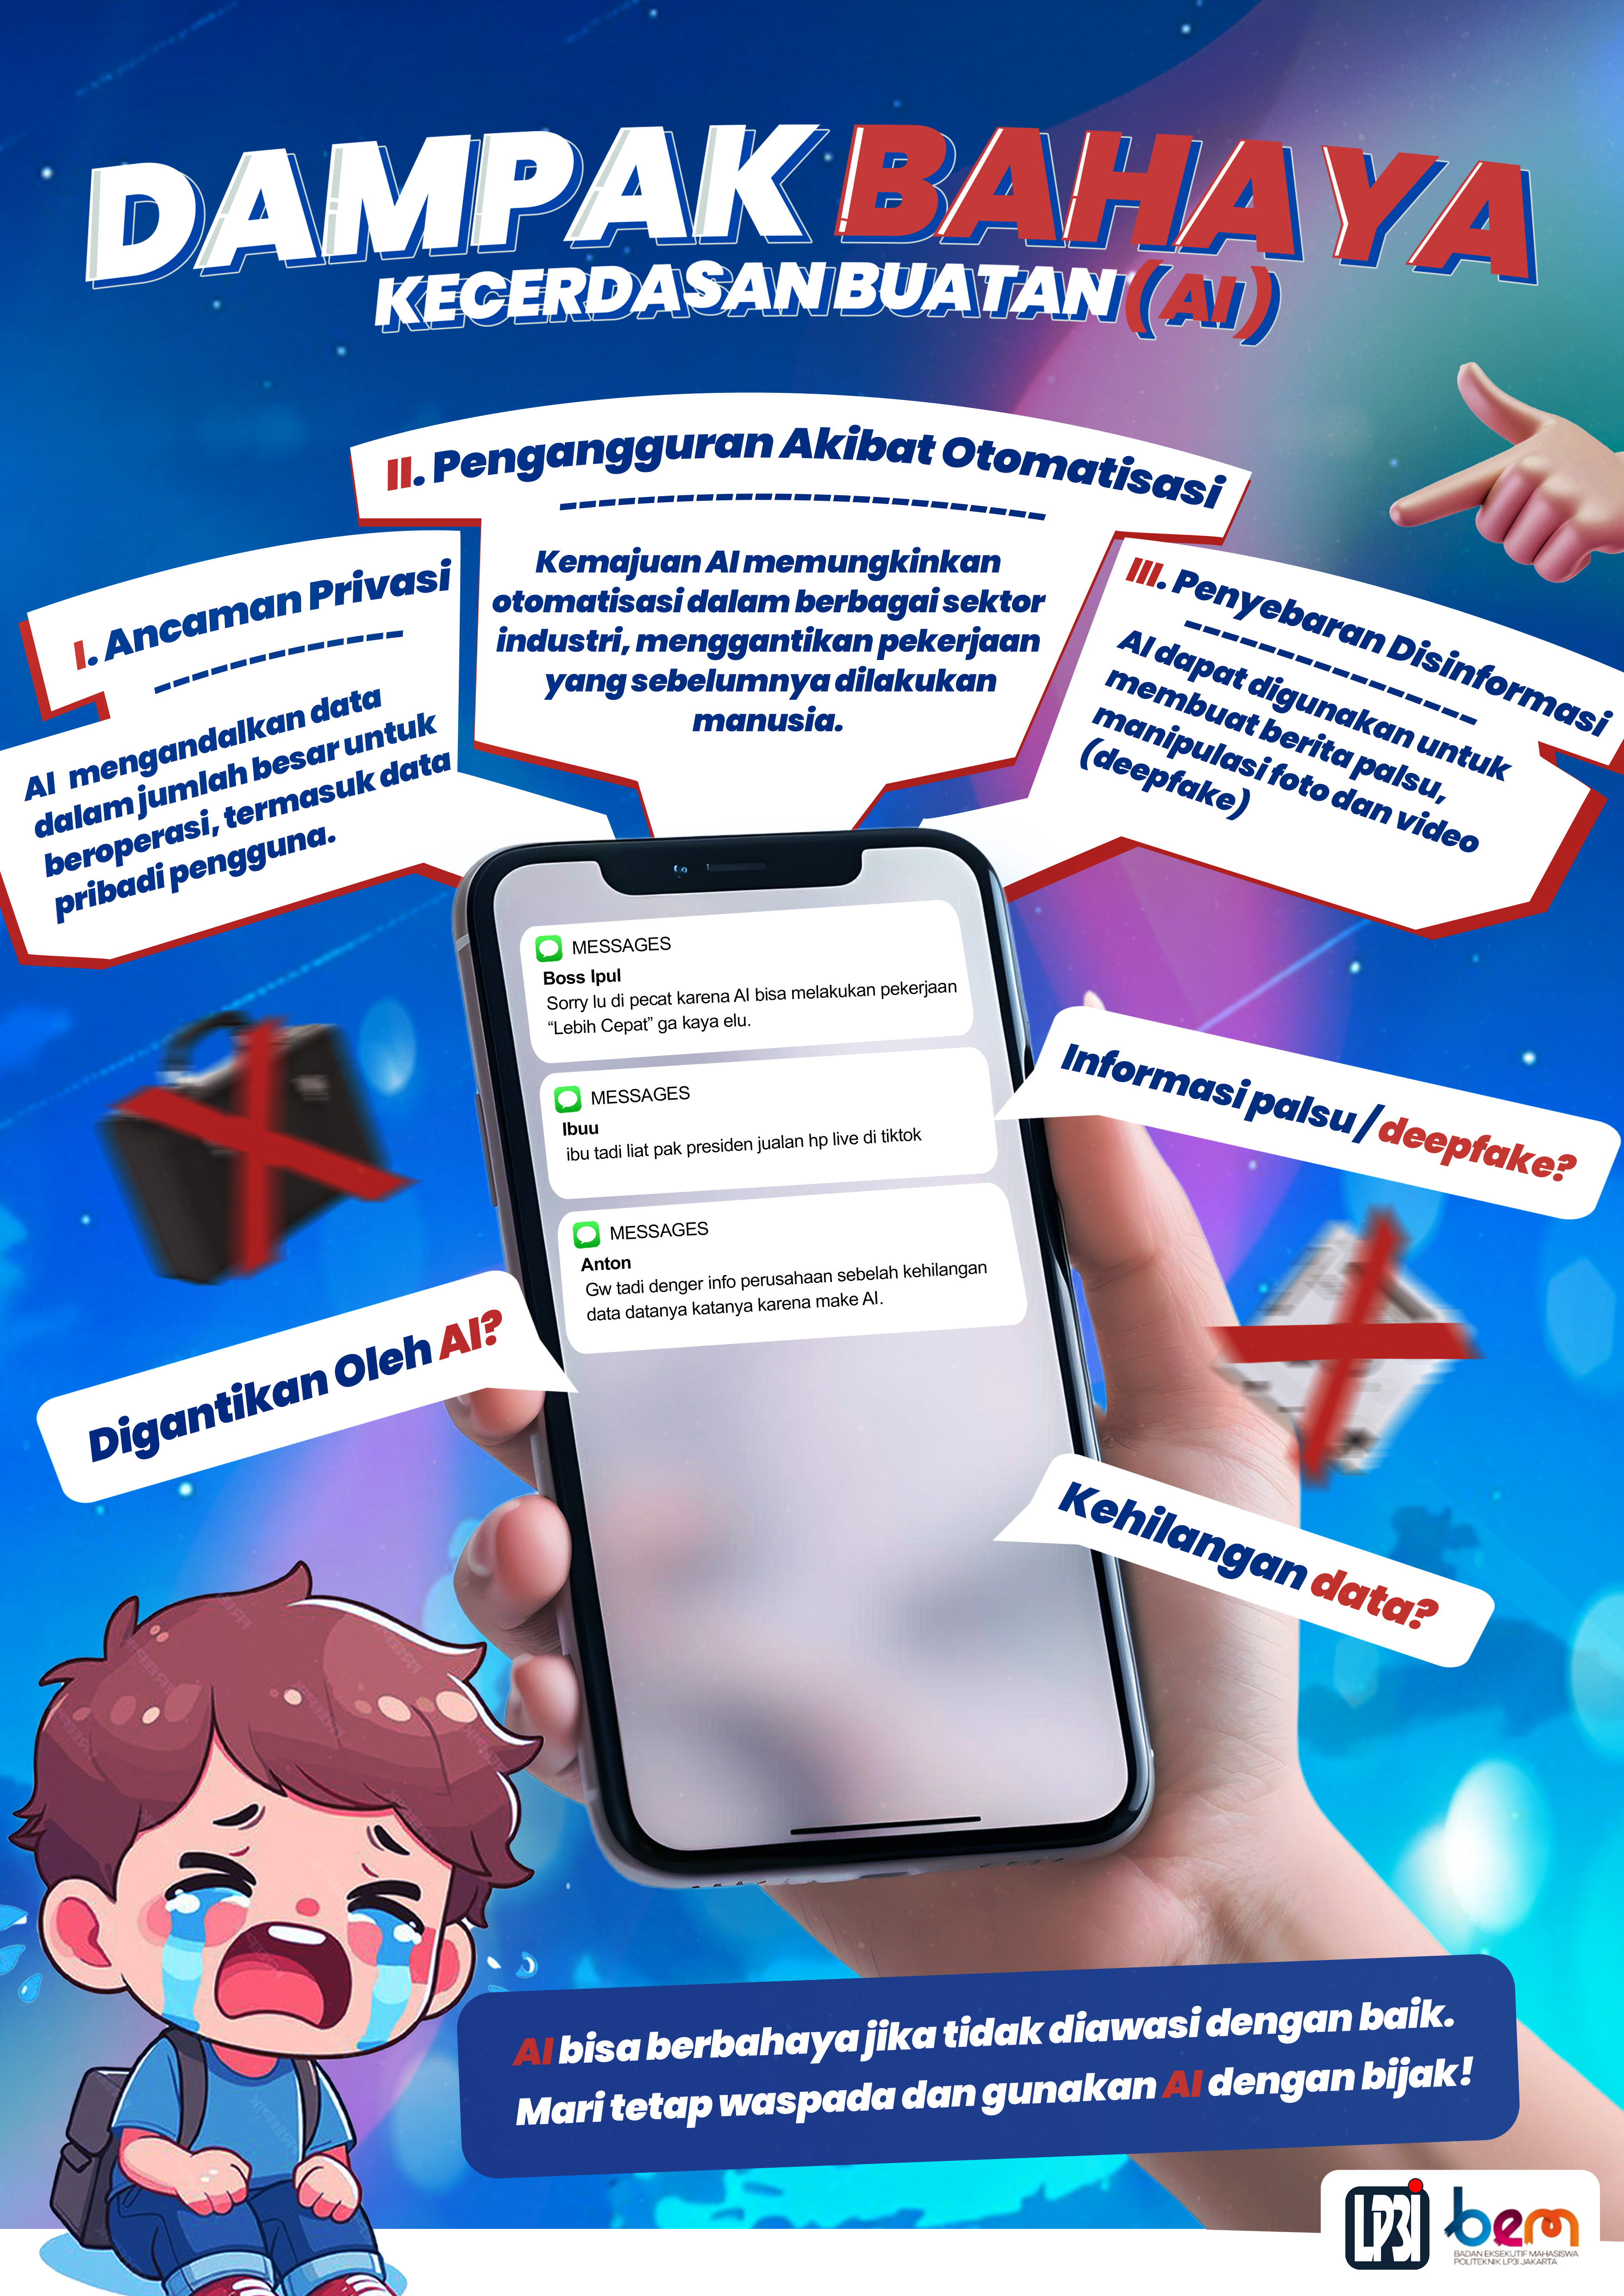 DAMPAK BAHAYA
KECERDASAN BUATAN (AI)
I. Ancaman Privasi
AI mengandalkan data
dalam jumlah besar untuk
beroperasi, termasuk data
pribadi pengguna.
II. Pengangguran Akibat Otomatisasi
Kemajuan AI memungkinkan
otomatisasi dalam berbagai sektor
industri, menggantikan pekerjaan
yang sebelumnya dilakukan
manusia.
III. Penyebaran Disinformasi
AI dapat digunakan untuk
membuat berita palsu,
manipulasi foto dan video
(deepfake)
MESSAGES
Boss Ipul
Sorry lu di pecat karena AI bisa melakukan pekerjaan
“Lebih Cepat” ga kaya elu.
MESSAGES
Ibuu
ibu tadi liat pak presiden jualan hp live di tiktok
MESSAGES
Anton
Gw tadi denger info perusahaan sebelah kehilangan
data datanya katanya karena make AI.
Informasi palsu/deepfake?
Digantikan Oleh AI?
Kehilangan data?
AI bisa berbahaya jika tidak diawasi dengan baik.
Mari tetap waspada dan gunakan AI dengan bijak!
LP3I
bem
BADAN EKSEKUTIF MAHASISWA
POLITEKNIK LP3I JAKARTA